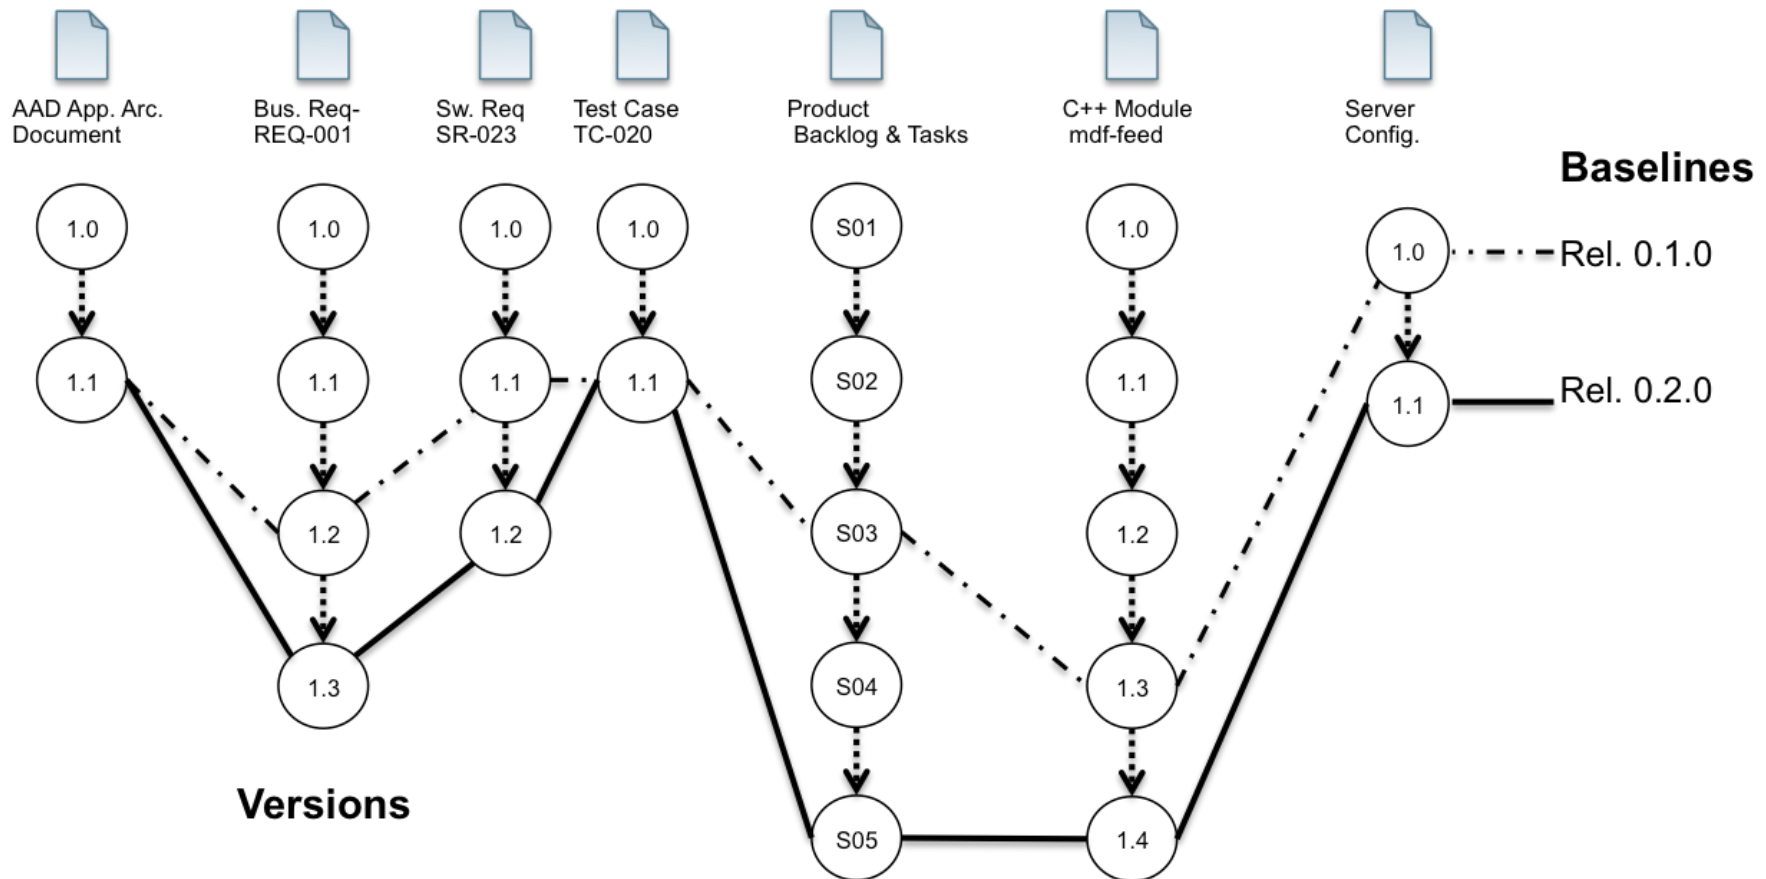 AAD App. Arc.
Document
Bus. Req-
REQ-001
Sw. Req
SR-023
Test Case
TC-020
Product
Backlog & Tasks
C++ Module
mdf-feed
Server
Config.
Baselines
1.0
1.0
1.0
1.0
S01
1.0
1.0
Rel. 0.1.0
1.1
1.1
1.1
1.1
S02
1.1
1.1
Rel. 0.2.0
1.2
1.2
S03
1.2
1.3
S04
1.3
Versions
S05
1.4